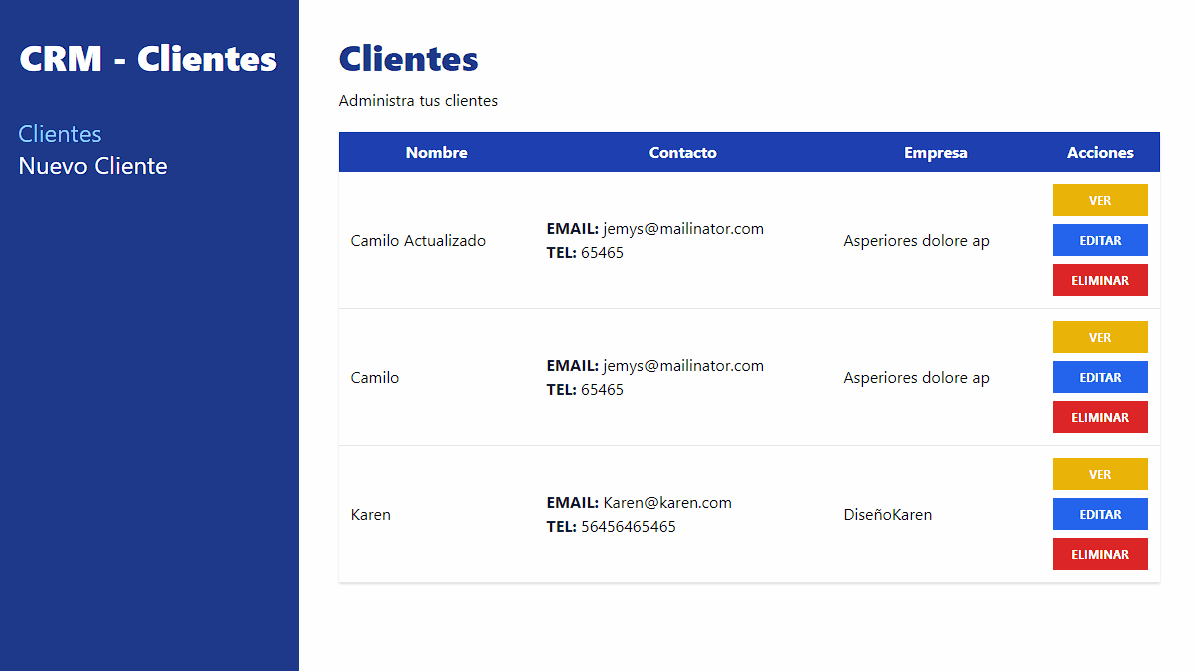 CRM - Clientes
Clientes
Nuevo Cliente
Clientes
Administra tus clientes
Nombre Contacto Empresa Acciones
Camilo Actualizado
EMAIL: jemys@mailinator.com
TEL: 65465
Asperiores dolore ap
VER
EDITAR
ELIMINAR
Camilo
EMAIL: jemys@mailinator.com
TEL: 65465
Asperiores dolore ap
VER
EDITAR
ELIMINAR
Karen
EMAIL: Karen@karen.com
TEL: 56456465465
DiseñoKaren
VER
EDITAR
ELIMINAR